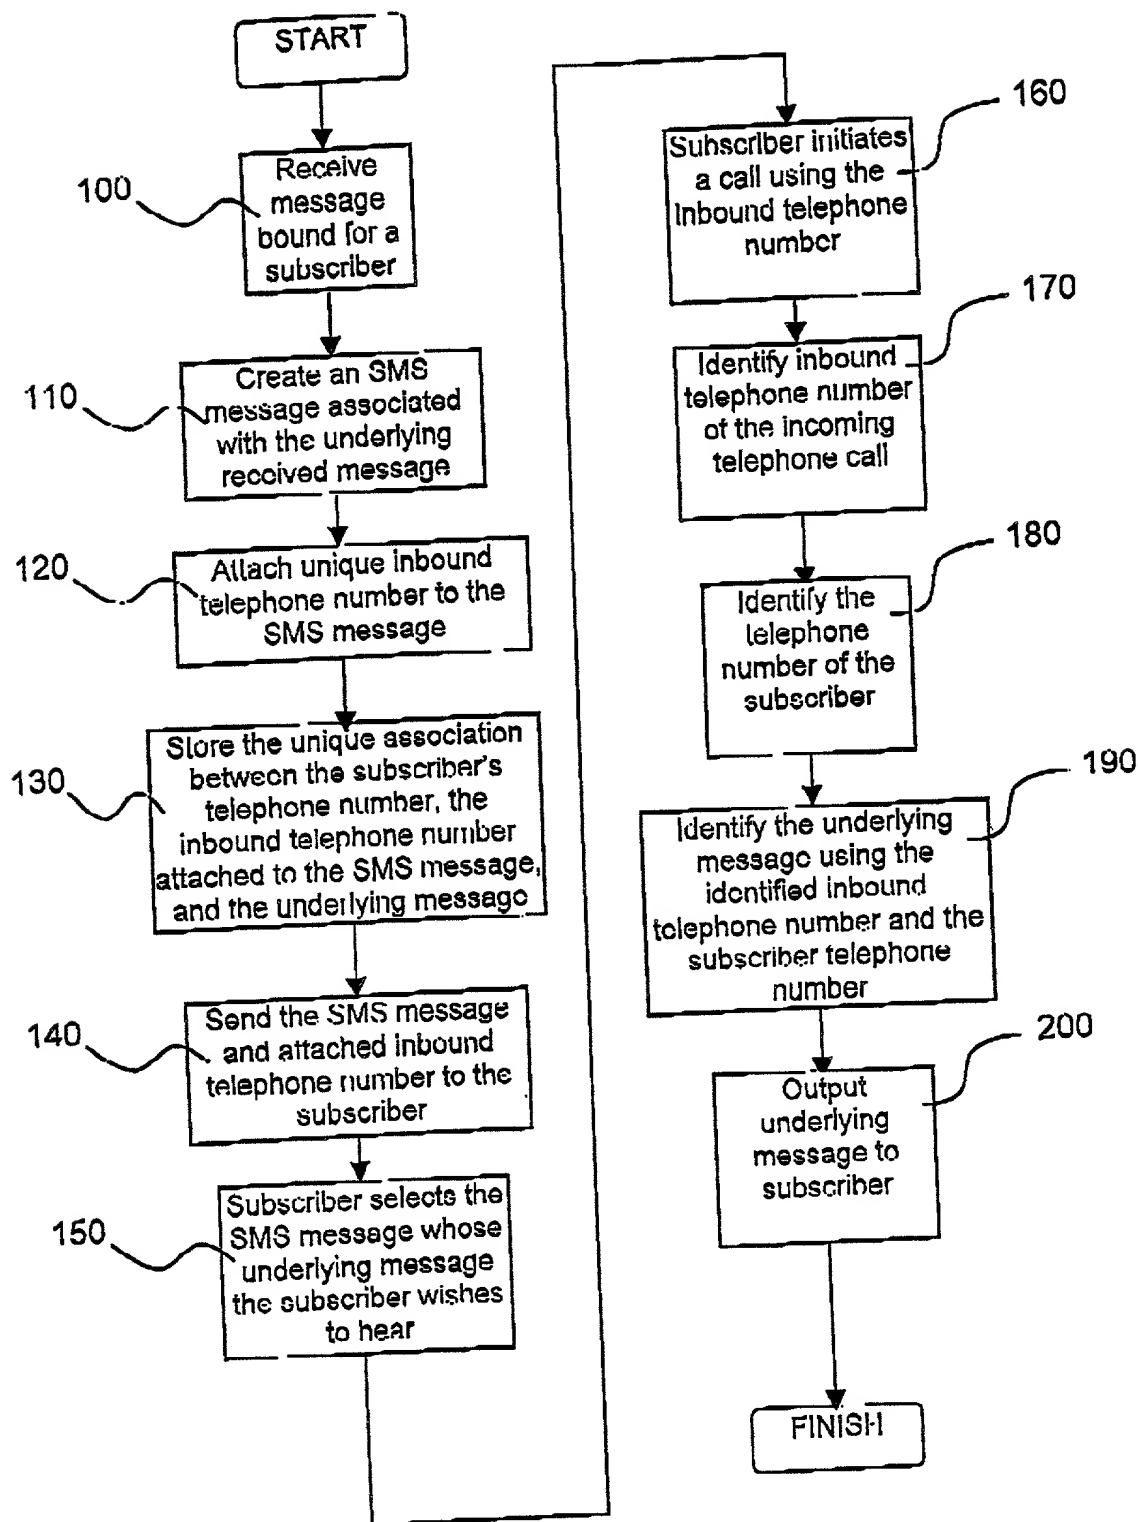 START
100
Receive
message
bound for a
subscriber
110
Create an SMS
message associated
with the underlying
received message
120
Attach unique inbound
telephone number to the
SMS message
130
Store the unique association
between the subscriber's
telephone number, the
inbound telephone number
attached to the SMS message,
and the underlying message
140
Send the SMS message
and attached inbound
telephone number to the
subscriber
150
Subscriber selects the
SMS message whose
underlying message
the subscriber wishes
to hear
160
Subscriber initiates
a call using the
inbound telephone
number
170
Identify inbound
telephone number
of the incoming
telephone call
180
Identify the
telephone
number of the
subscriber
190
Identify the underlying
message using the
identified inbound
telephone number and the
subscriber telephone
number
200
Output
underlying
message to
subscriber
FINISH